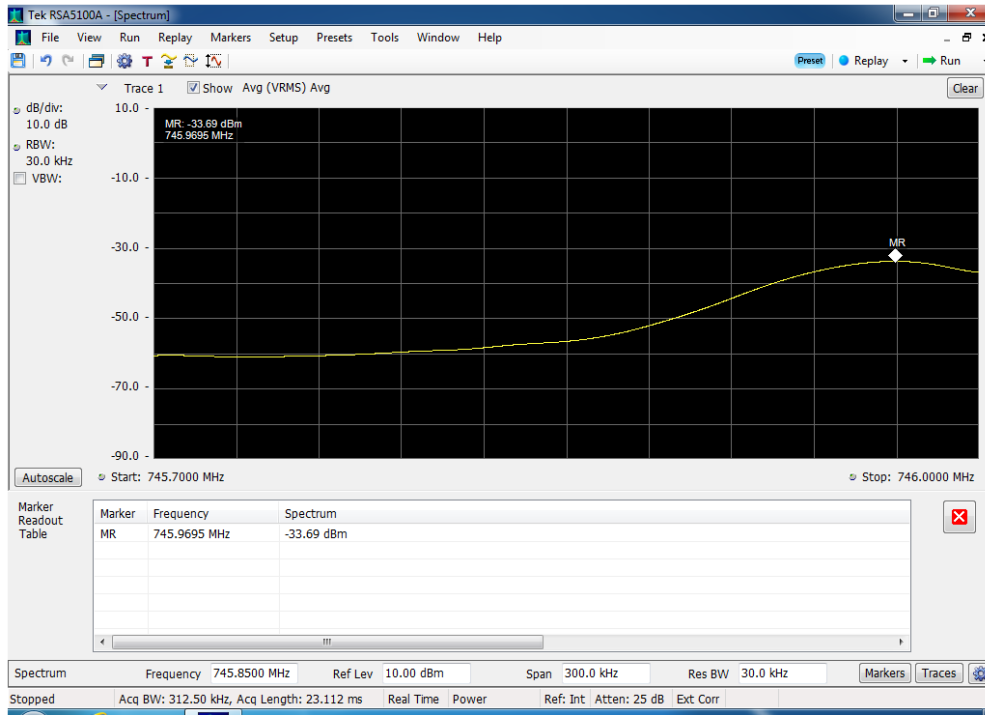 Tek RSA5100A - [Spectrum]
File View Run Replay Markers Setup Presets Tools Window Help
T Preset Replay Run
Trace 1 Show Avg (VRMS) Avg Clear
dB/div:
10.0 dB
RBW:
30.0 kHz
VBW:
10.0 -
-10.0 -
-30.0 -
-50.0 -
-70.0 -
-90.0 -
MR: -33.69 dBm
745.9695 MHz
MR
Autoscale Start: 745.7000 MHz Stop: 746.0000 MHz
Marker
Readout
Table
Marker Frequency Spectrum
MR 745.9695 MHz -33.69 dBm
Spectrum Frequency 745.8500 MHz Ref Lev 10.00 dBm Span 300.0 kHz Res BW 30.0 kHz Markers Traces
Stopped Acq BW: 312.50 kHz, Acq Length: 23.112 ms Real Time Power Ref: Int Atten: 25 dB Ext Corr